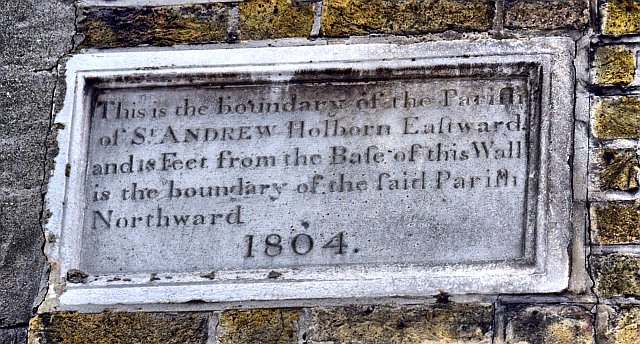 This is the boundary of the Pariſh
of St ANDREW Holborn Eaſtward
and Feet from the Baſe of this Wall
is the boundary of the ſaid Pariſh
Northward
1804.